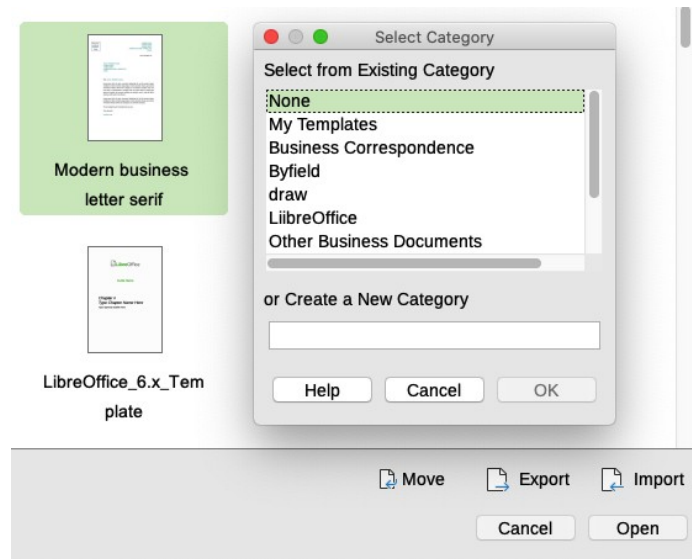 Select Category
Select from Existing Category
None
My Templates
Business Correspondence
Byfield
draw
LiibreOffice
Other Business Documents
or Create a New Category
Help
Cancel
OK
Modern business
letter serif
LibreOffice_6.x_Tem
plate
Move
Export
Import
Cancel
Open